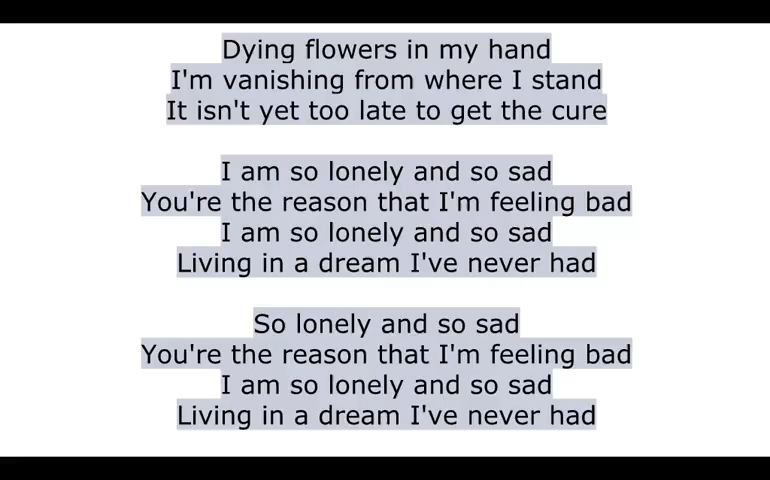 Dying flowers in my hand
I'm vanishing from where I stand
It isn't yet too late to get the cure
I am so lonely and so sad
You're the reason that I'm feeling bad
I am so lonely and so sad
Living in a dream I've never had
So lonely and so sad
You're the reason that I'm feeling bad
I am so lonely and so sad
Living in a dream I've never had